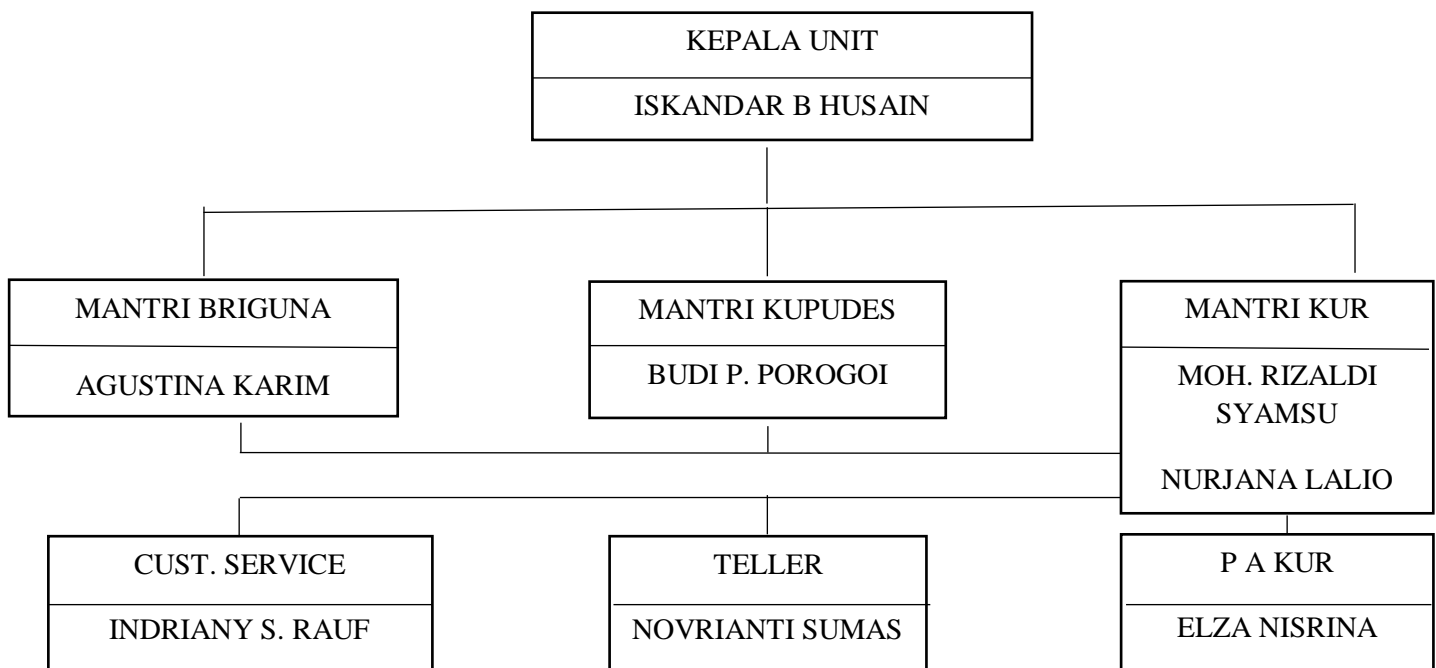 KEPALA UNIT
ISKANDAR B HUSAIN
MANTRI BRIGUNA
AGUSTINA KARIM
MANTRI KUPUDES
BUDI P. POROGOI
MANTRI KUR
MOH. RIZALDI
SYAMSU
NURJANA LALIO
CUST. SERVICE
INDRIANY S. RAUF
TELLER
NOVRIANTI SUMAS
P A KUR
ELZA NISRINA